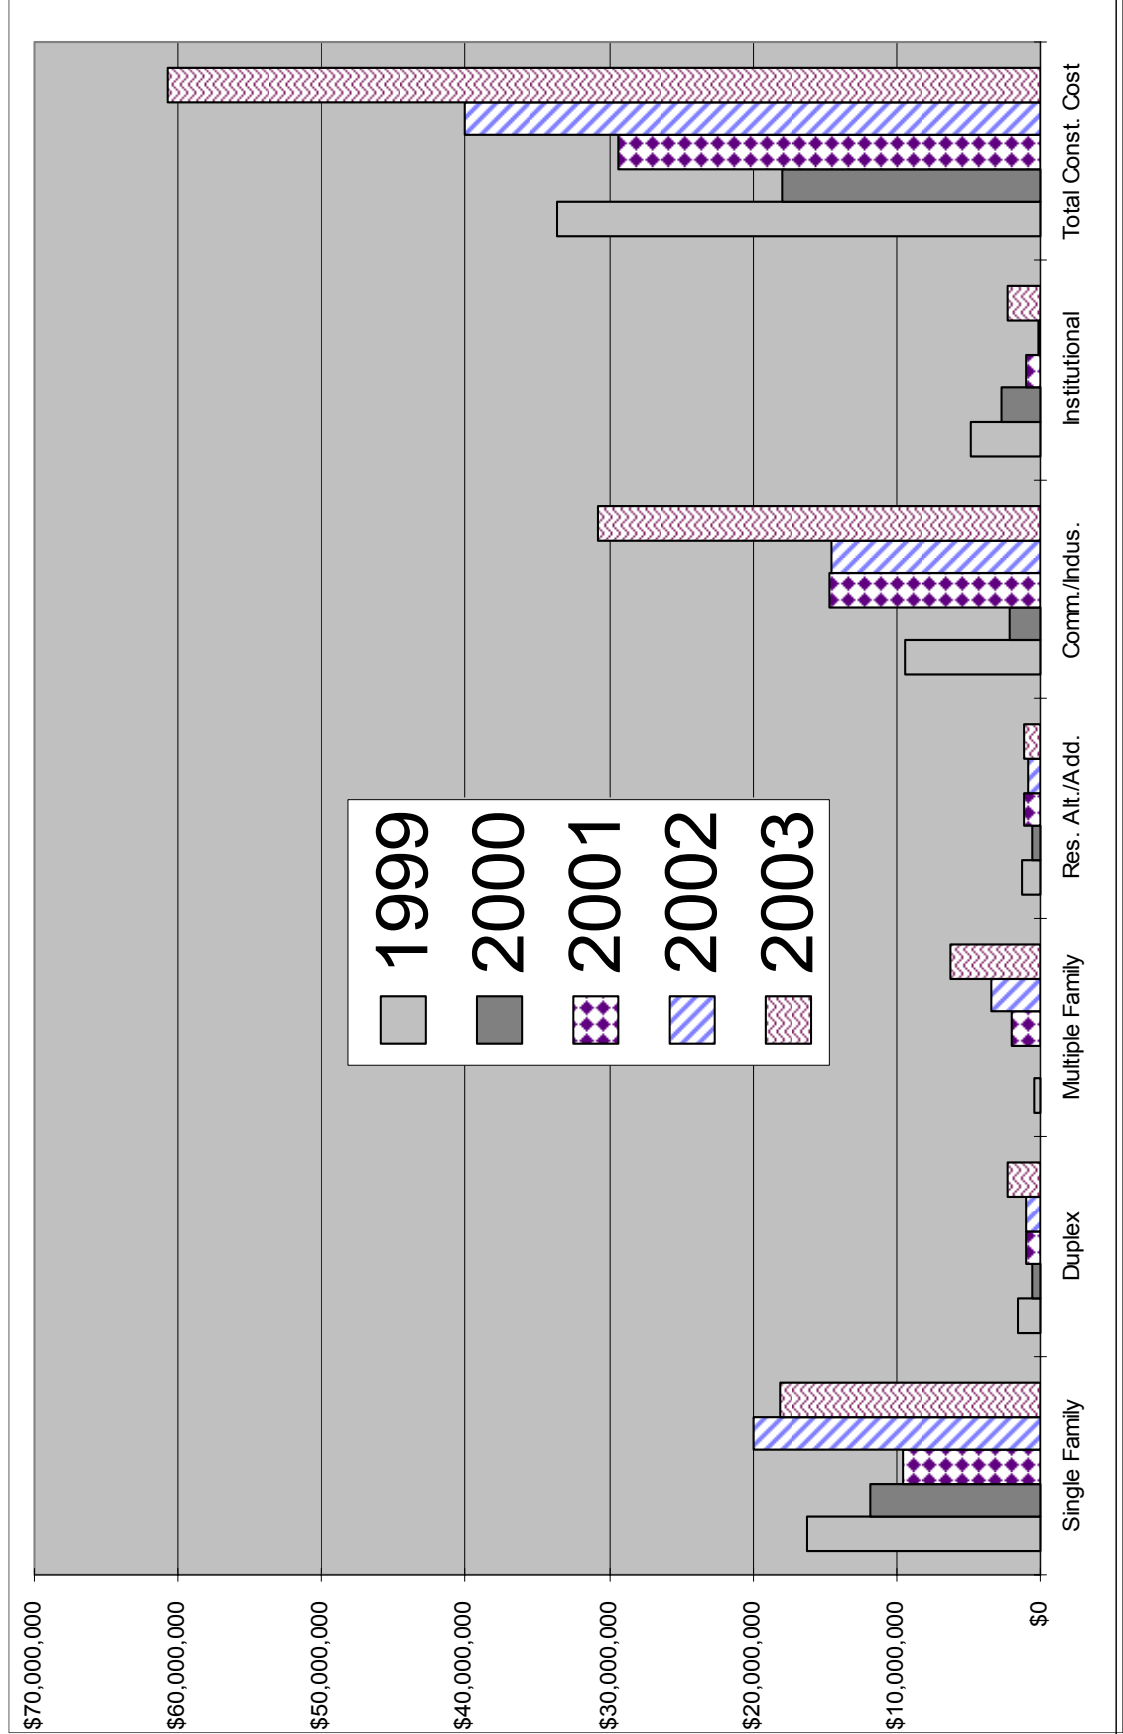 $70,000,000
$60,000,000
$50,000,000
$40,000,000
$30,000,000
$20,000,000
$10,000,000
$0
1999
2000
2001
2002
2003
Single Family
Duplex
Multiple Family
Res. Alt./Add.
Comm./Indus.
Institutional
Total Const. Cost